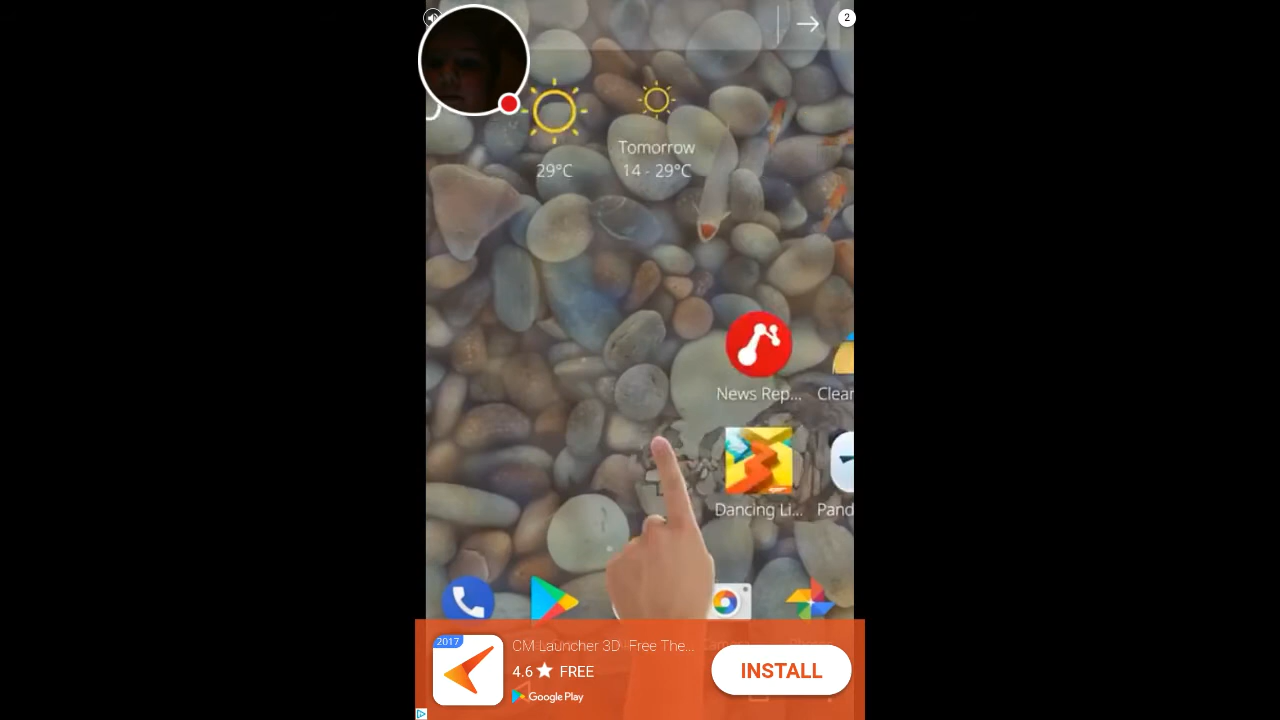 2
Tomorrow
29°C
14 - 29°C
News Rep...
Clear
Dancing Li...
Pand
2017
CM Launcher 3D Free The...
4.6 FREE
Google Play
INSTALL